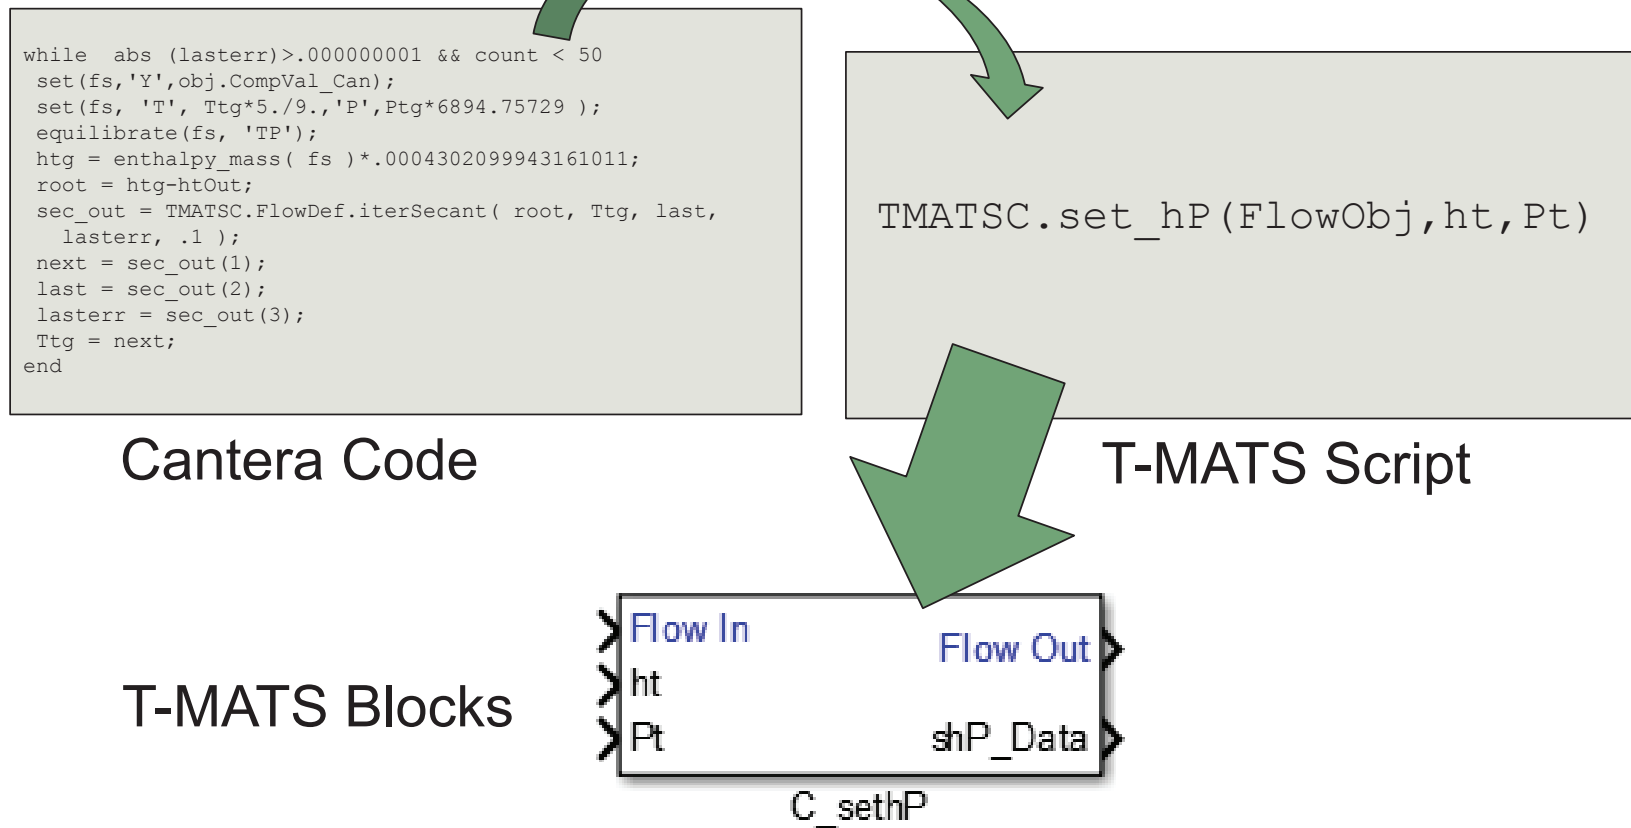 while  abs (lasterr)>.000000001 && count < 50
 set(fs,'Y',obj.CompVal_Can);
 set(fs, 'T', Ttg*5./9.,'P',Ptg*6894.75729 );
 equilibrate(fs, 'TP');
 htg = enthalpy_mass( fs )*.0004302099943161011;
 root = htg-htOut;
 sec_out = TMATSC.FlowDef.iterSecant( root, Ttg, last,
   lasterr, .1 );
 next = sec_out(1);
 last = sec_out(2);
 lasterr = sec_out(3);
 Ttg = next;
end
Cantera Code
TMATSC.set_hP(FlowObj,ht,Pt)
T-MATS Script
T-MATS Blocks
Flow In
ht
Pt
Flow Out
shP_Data
C_sethP